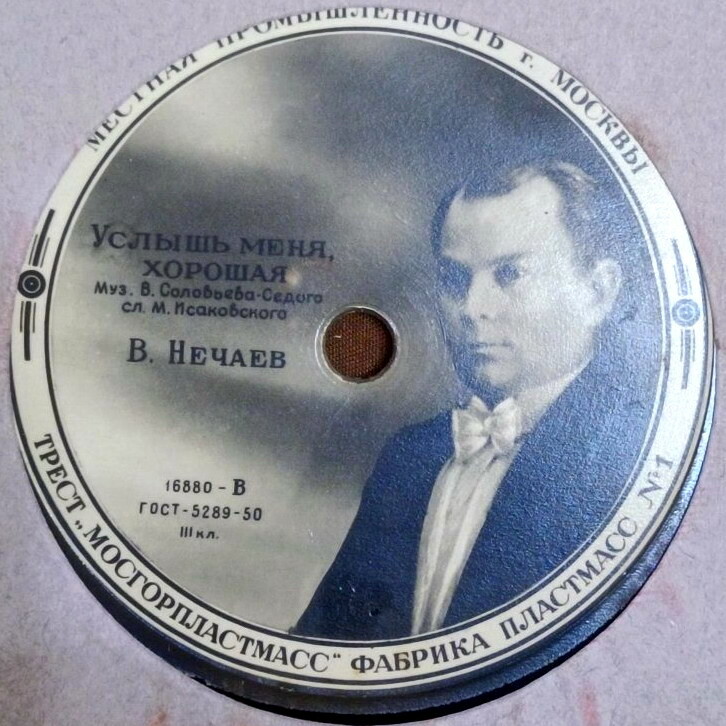 МЕСТНАЯ ПРОМЫШЛЕННОСТЬ г. МОСКВЫ
УСЛЫШЬ МЕНЯ,
ХОРОШАЯ
Муз. В. Соловьева-Седого
сл. М. Исаковского
В. НЕЧАЕВ
16880 - В
ГОСТ-5289-50
III кл.
ТРЕСТ „МОСГОРПЛАСТМАСС“ ФАБРИКА ПЛАСТМАСС №1